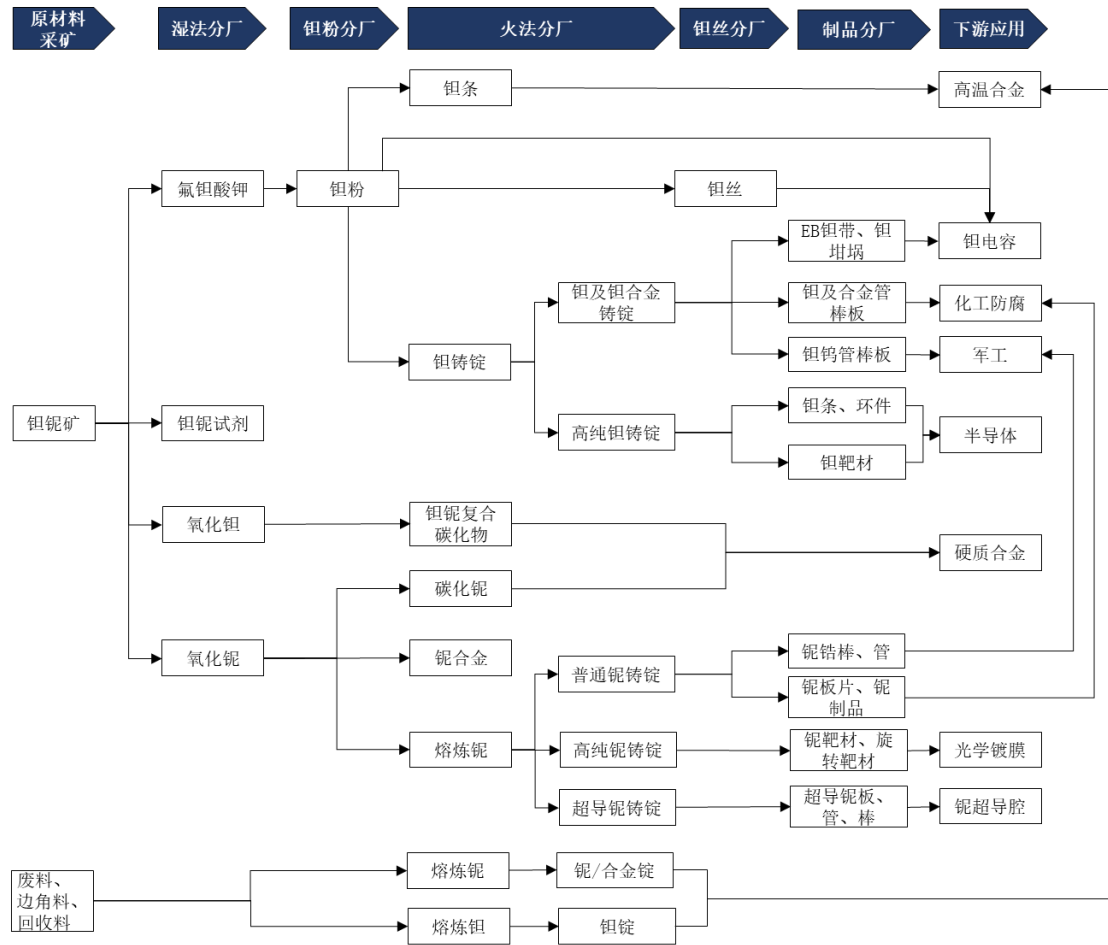 原材料
采矿
湿法分厂
钽粉分厂
火法分厂
钽丝分厂
制品分厂
下游应用
钽条
高温合金
氟钽酸钾
钽粉
钽丝
EB钽带、钽
坩埚
钽电容
钽及钽合金
铸锭
钽及合金管
棒板
化工防腐
钽铸锭
钽钨管棒板
军工
钽铌矿
钽铌试剂
高纯钽铸锭
钽条、环件
半导体
钽靶材
氧化钽
钽铌复合
碳化物
硬质合金
碳化铌
氧化铌
铌合金
普通铌铸锭
铌锆棒、管
铌板片、铌
制品
熔炼铌
高纯铌铸锭
铌靶材、旋
转靶材
光学镀膜
超导铌铸锭
超导铌板、
管、棒
铌超导腔
废料、
边角料、
回收料
熔炼铌
铌/合金锭
熔炼钽
钽锭